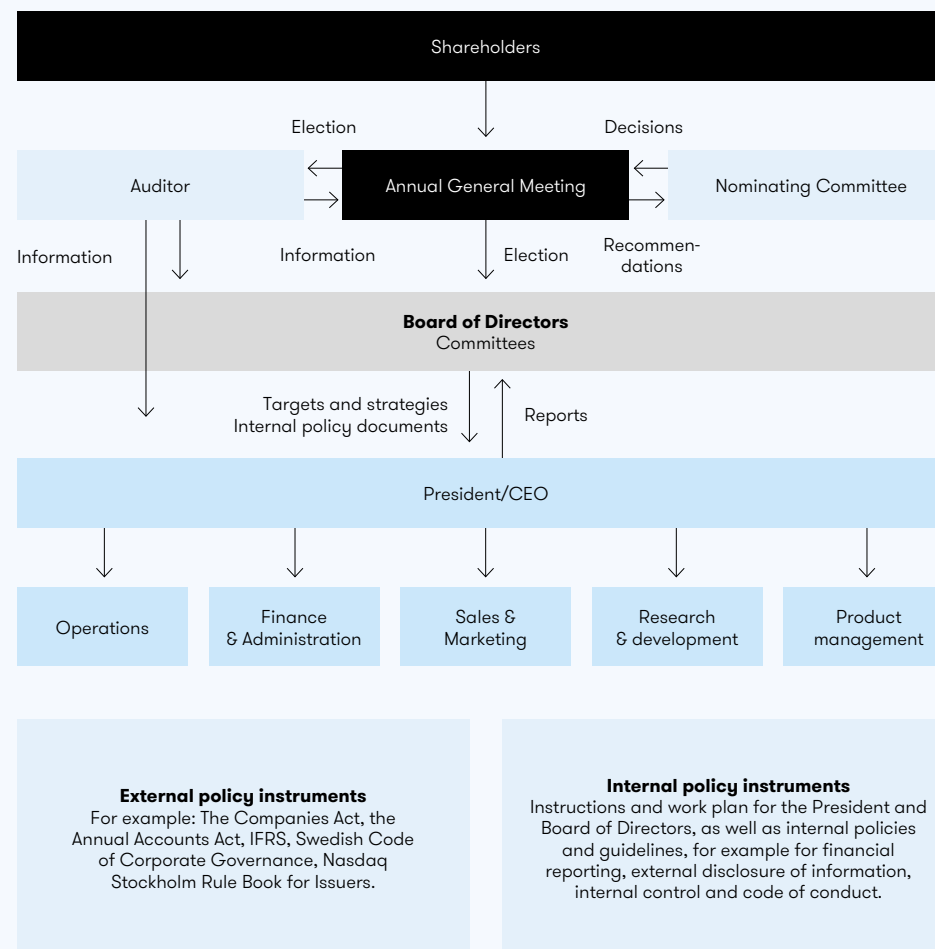 Shareholders
Election
Decisions
Auditor
Annual General Meeting
Nominating Committee
Information
Information
Election
Recommen-
dations
Board of Directors
Committees
Targets and strategies
Internal policy documents
Reports
President/CEO
Operations
Finance
& Administration
Sales &
Marketing
Research
& development
Product
management
External policy instruments
For example: The Companies Act, the
Annual Accounts Act, IFRS, Swedish Code
of Corporate Governance, Nasdaq
Stockholm Rule Book for Issuers.
Internal policy instruments
Instructions and work plan for the President and
Board of Directors, as well as internal policies
and guidelines, for example for financial
reporting, external disclosure of information,
internal control and code of conduct.